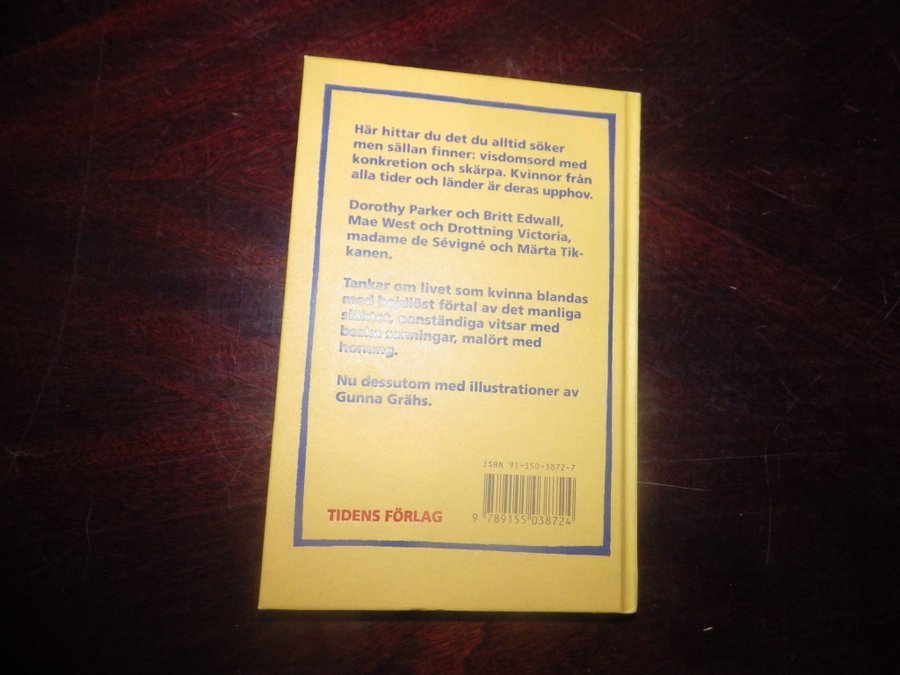 Här hittar du det du alltid söker
men sällan finner: visdomsord med
konkretion och skärpa. Kvinnor från
alla tider och länder är deras upphov.
Dorothy Parker och Britt Edwall,
Mae West och Drottning Victoria,
madame de Sévigné och Märta Tik-
kanen.
Tankar om livet som kvinna blandas
med hejdlöst förtal av det manliga
släktet, oanständiga vitsar med
beska sanningar, malört med
honung.
Nu dessutom med illustrationer av
Gunna Grähs.
ISBN 91-550-3872-7
TIDENS FÖRLAG
9 789155 038724